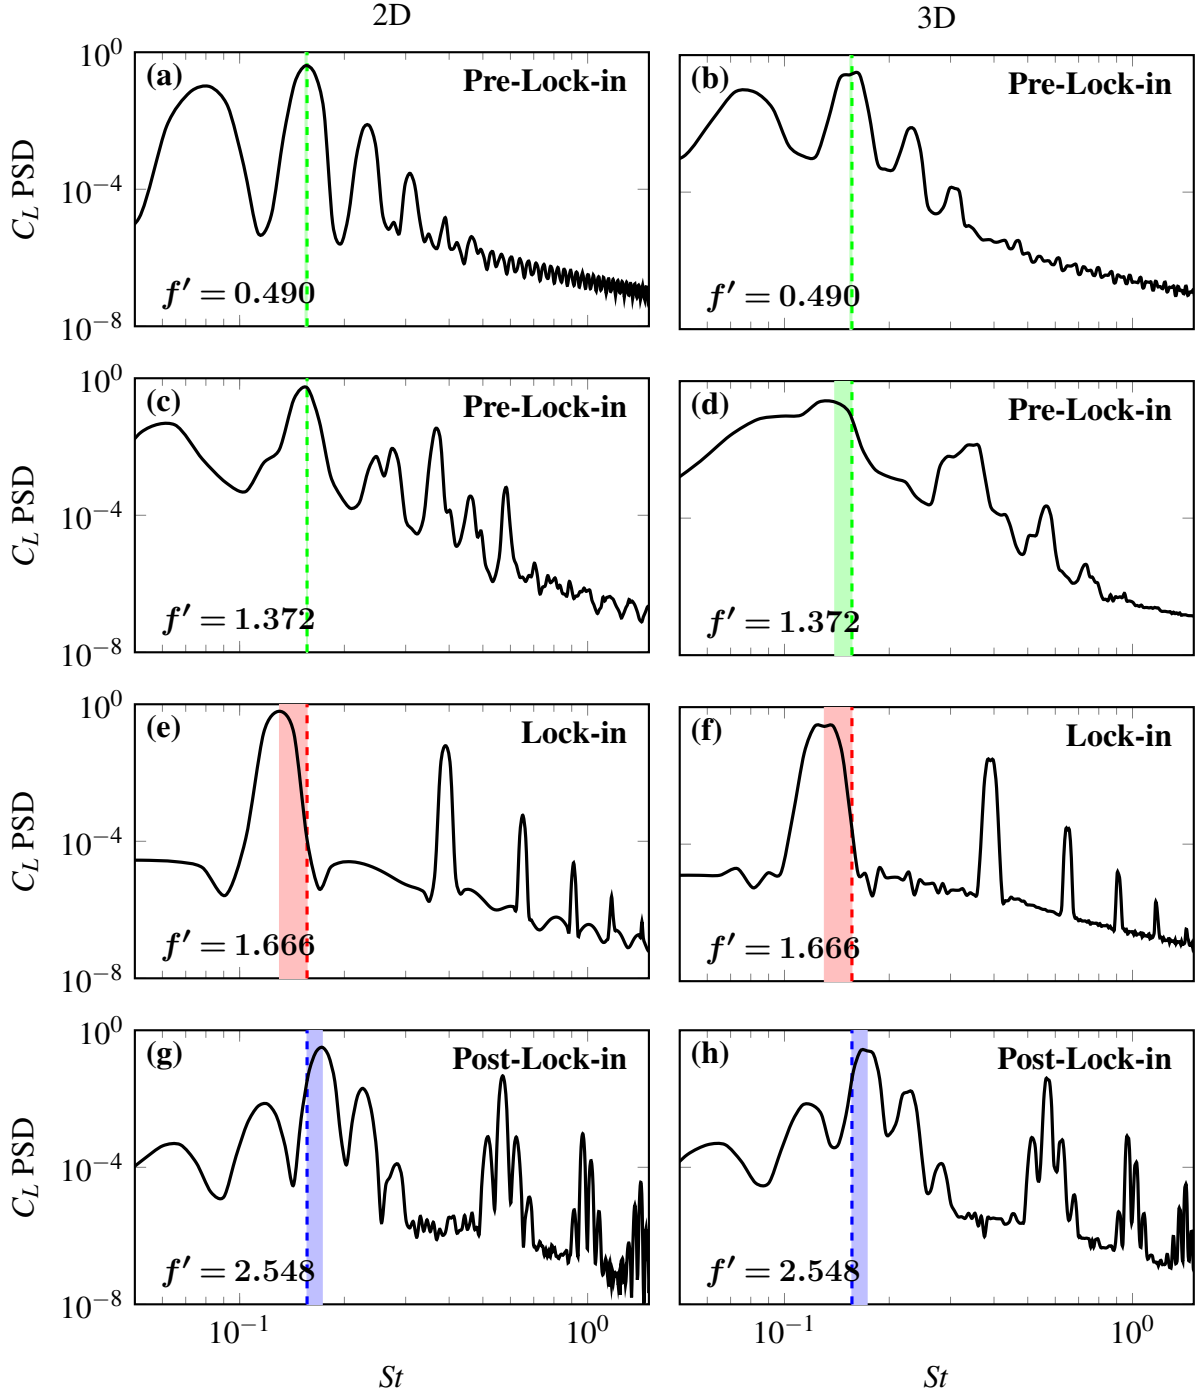 2D 3D
(a) Pre-Lock-in
10^0
10^-4
10^-8
C_L PSD
f′ = 0.490
(b) Pre-Lock-in
f′ = 0.490
(c) Pre-Lock-in
10^0
10^-4
10^-8
C_L PSD
f′ = 1.372
(d) Pre-Lock-in
f′ = 1.372
(e) Lock-in
10^0
10^-4
10^-8
C_L PSD
f′ = 1.666
(f) Lock-in
f′ = 1.666
(g) Post-Lock-in
10^0
10^-4
10^-8
C_L PSD
f′ = 2.548
10^-1 10^0
St
(h) Post-Lock-in
f′ = 2.548
10^-1 10^0
St